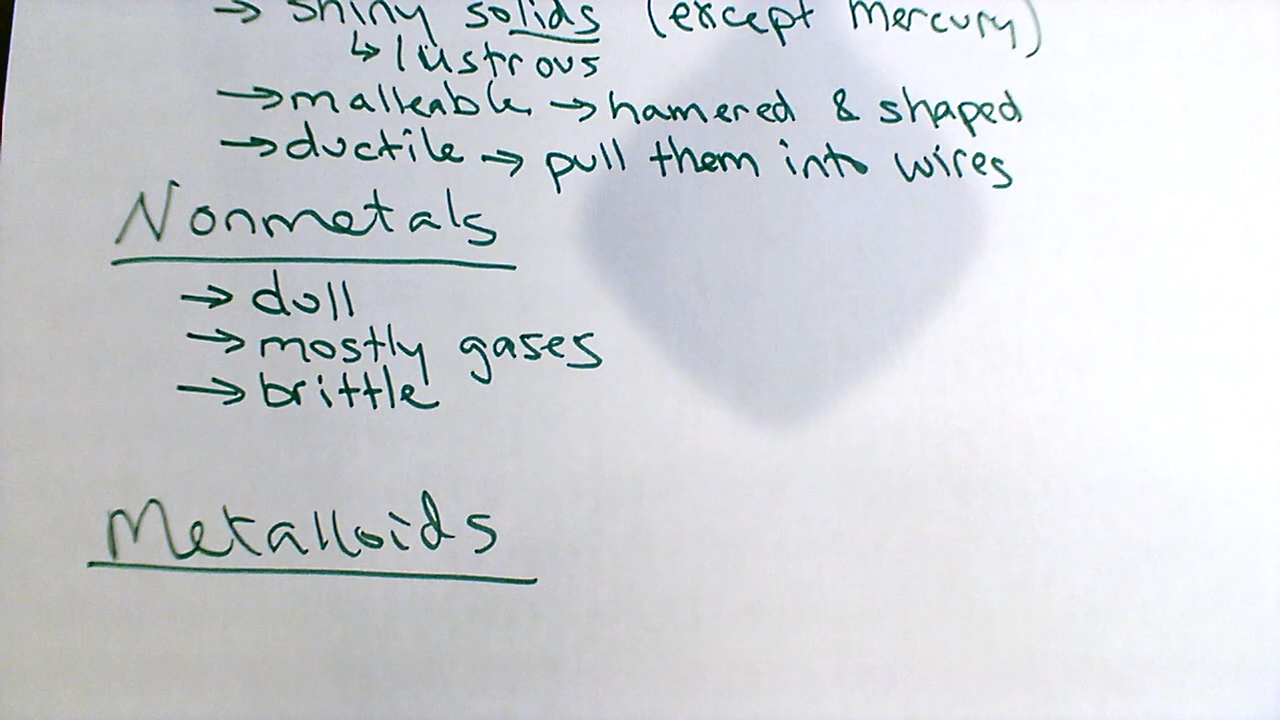 → shiny solids (except mercury)
↳ lustrous
→ malleable → hamered & shaped
→ ductile → pull them into wires
Nonmetals
→ dull
→ mostly gases
→ brittle
Metalloids